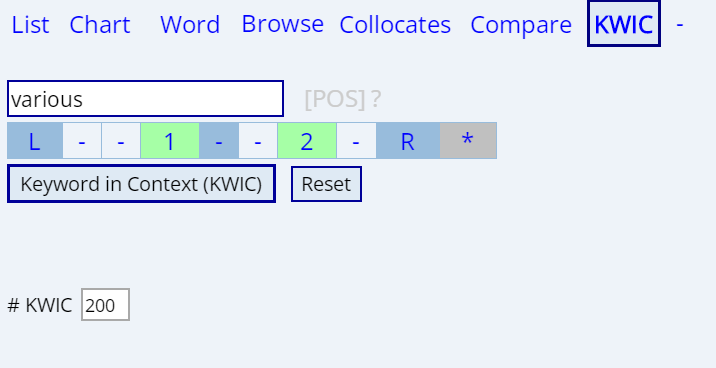 List Chart Word Browse Collocates Compare KWIC -
various [POS] ?
L - - 1 - - 2 - R *
Keyword in Context (KWIC) Reset
# KWIC 200